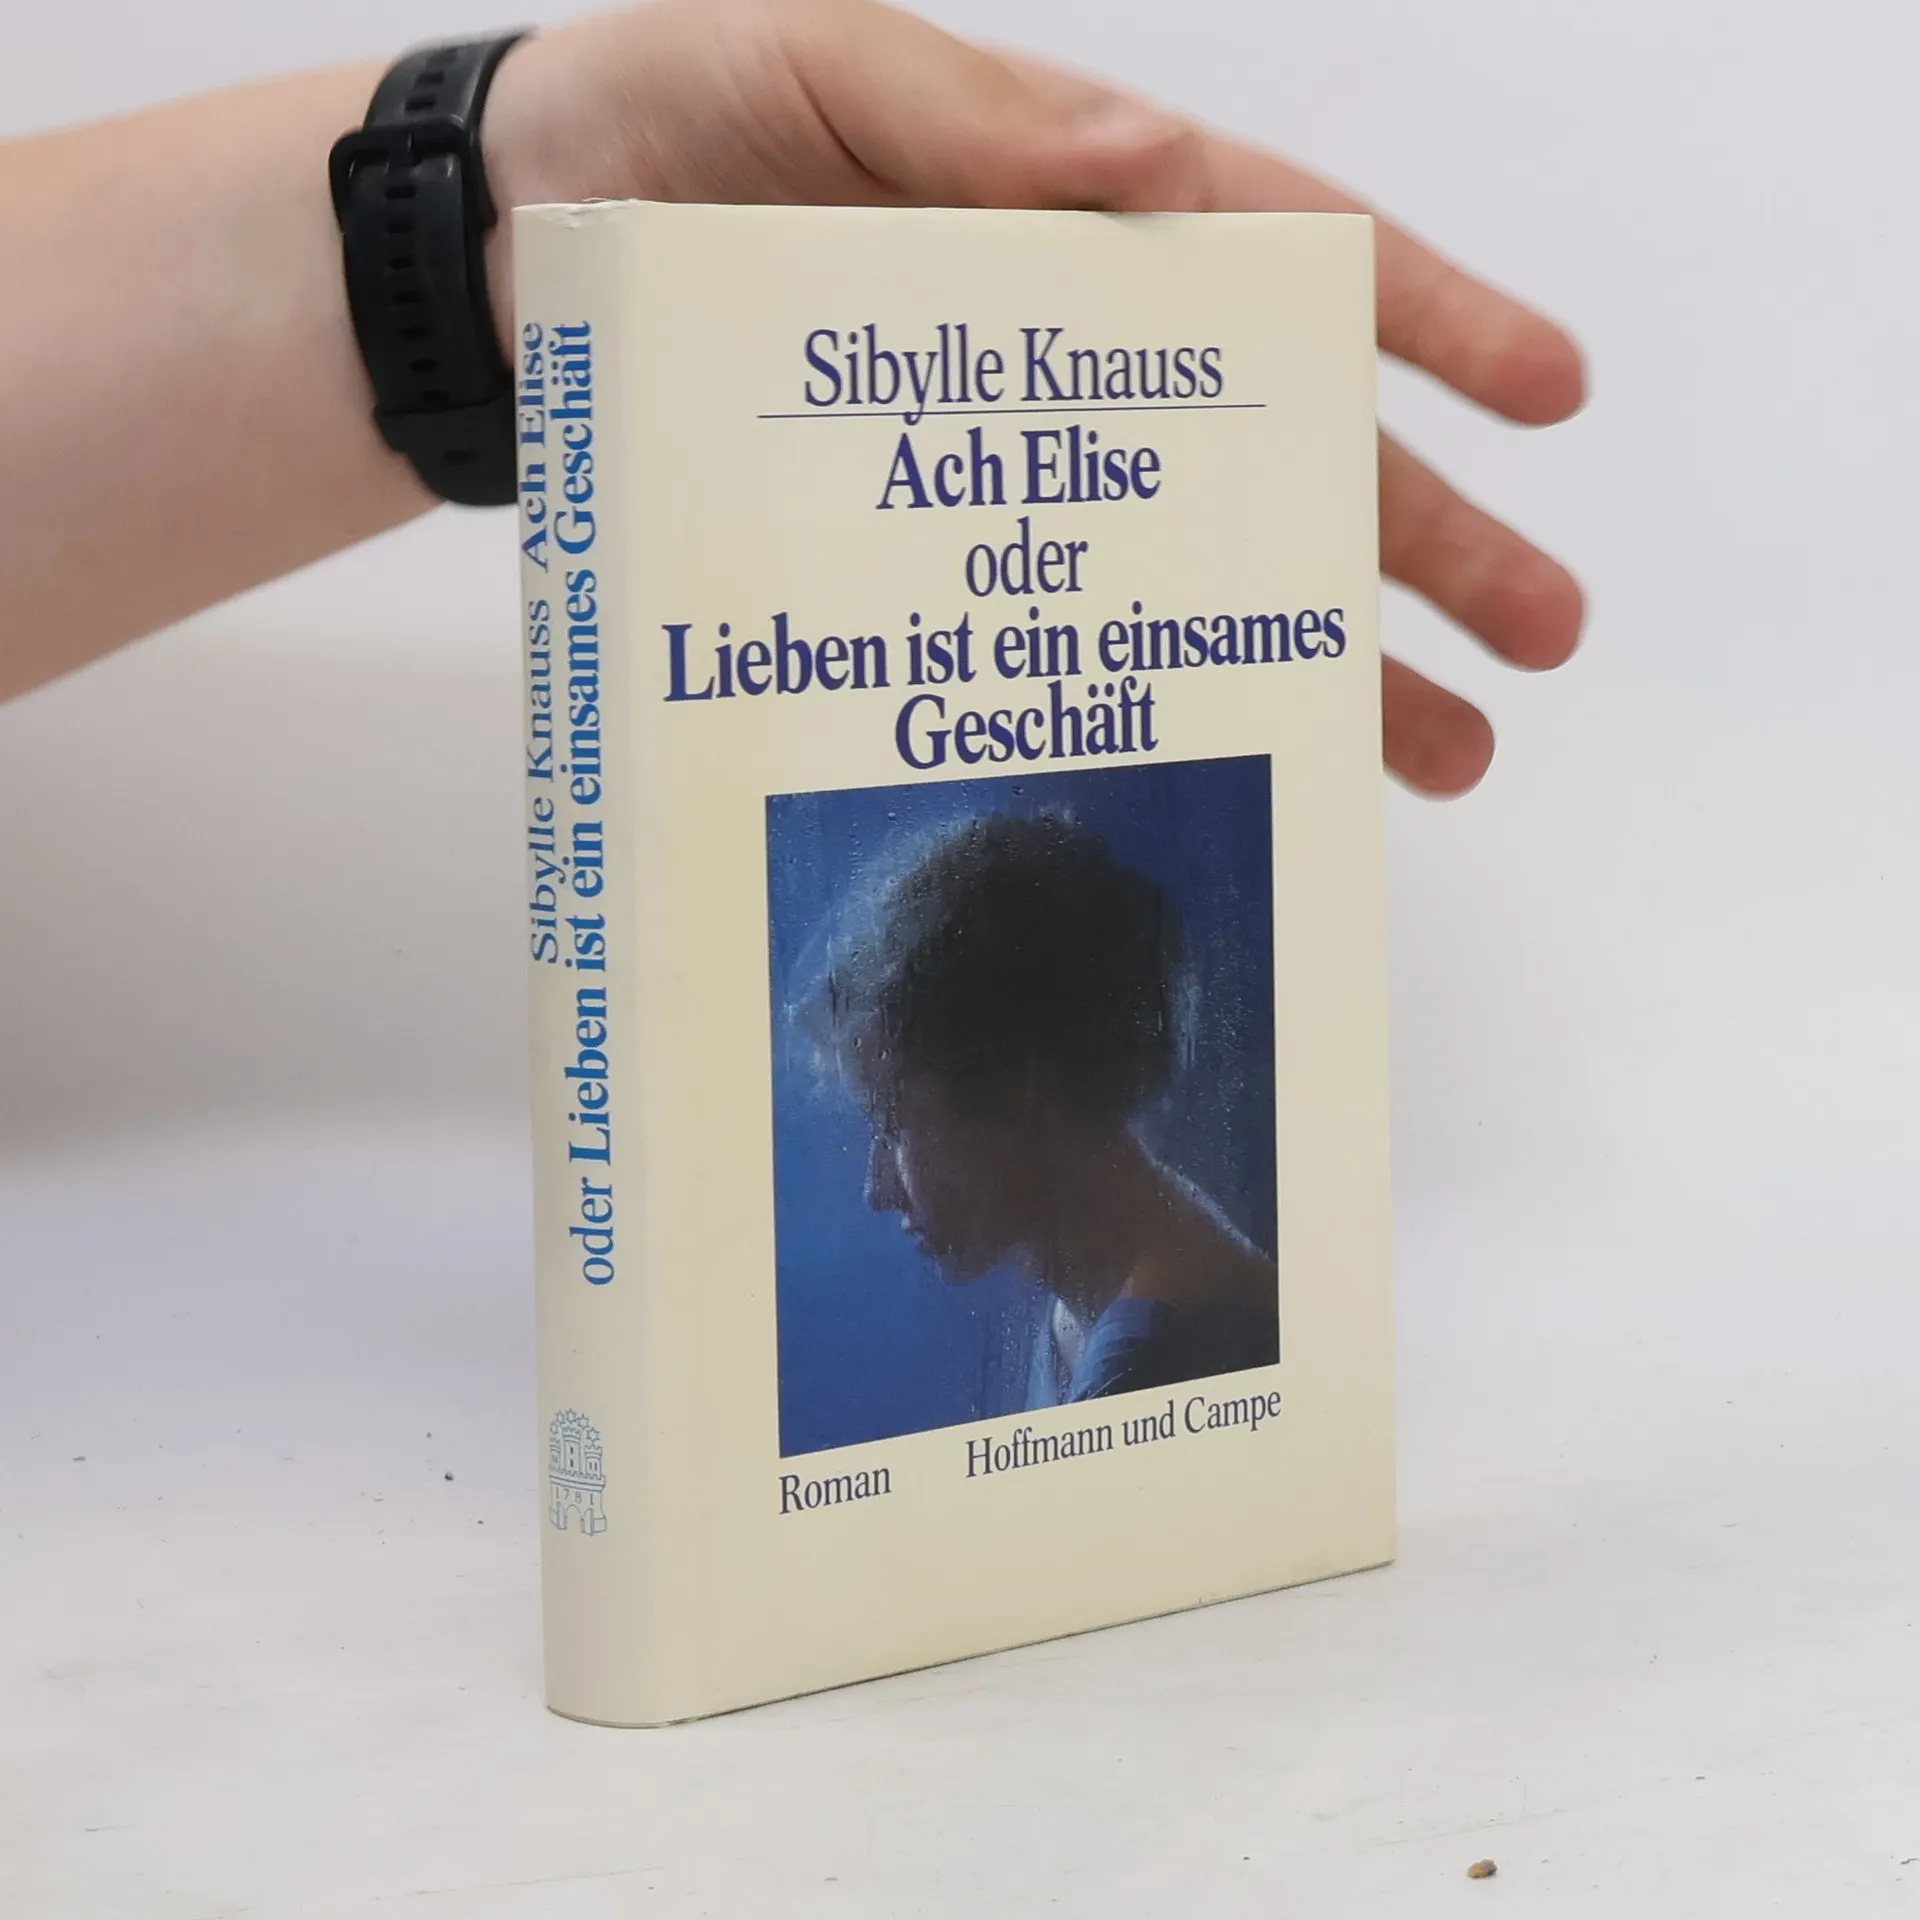 Sibylle Knauss
Ach Elise
oder
Lieben ist ein einsames
Geschäft
Roman
Hoffmann und Campe
Sibylle Knauss Ach Elise
oder Lieben ist ein einsames Geschäft
1781